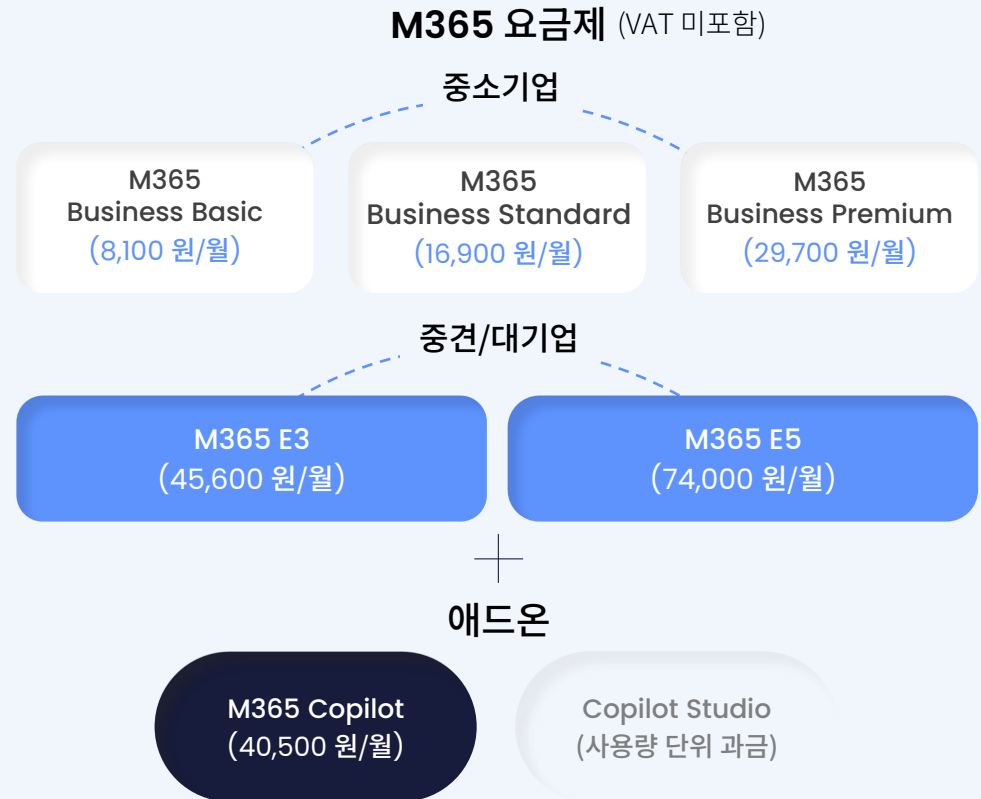 M365 요금제 (VAT 미포함)
중소기업
M365
Business Basic
(8,100 원/월)
M365
Business Standard
(16,900 원/월)
M365
Business Premium
(29,700 원/월)
중견/대기업
M365 E3
(45,600 원/월)
M365 E5
(74,000 원/월)
애드온
M365 Copilot
(40,500 원/월)
Copilot Studio
(사용량 단위 과금)